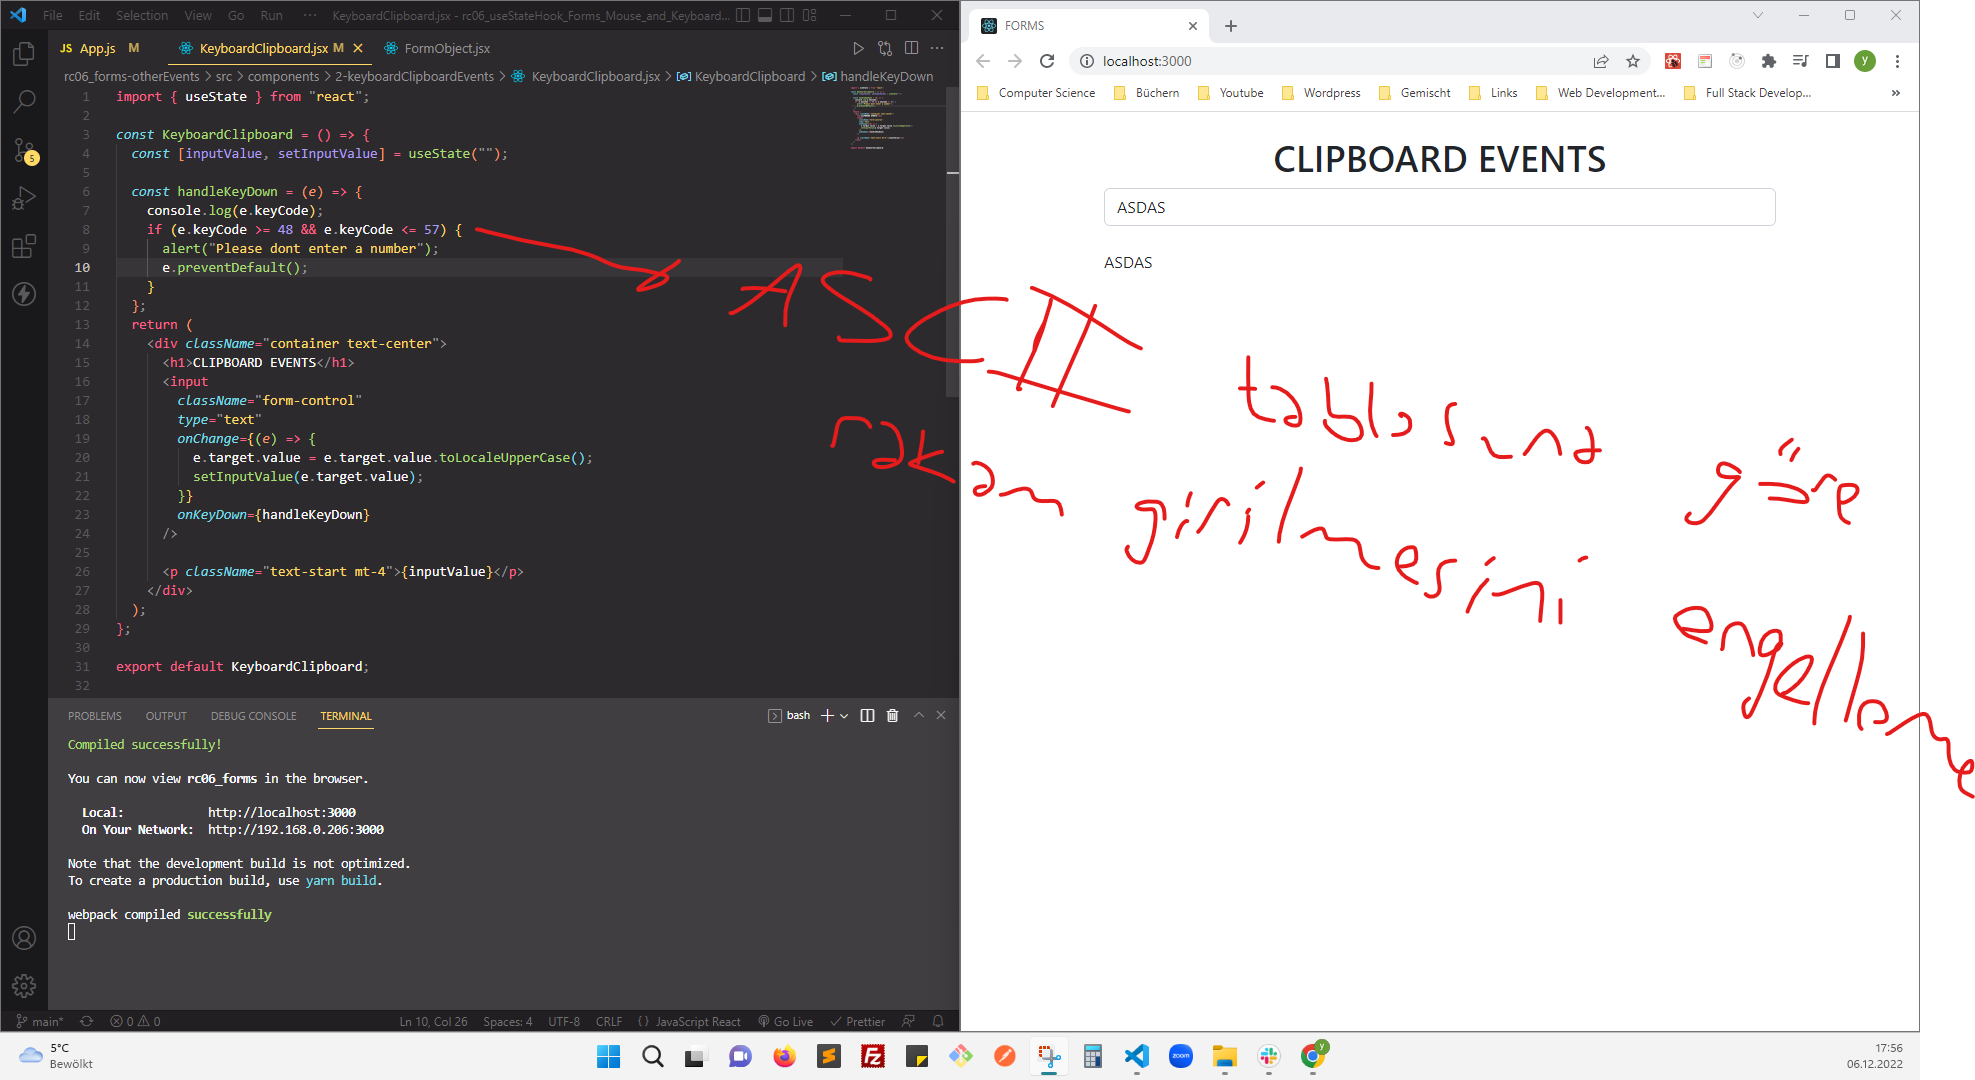 File Edit Selection View Go Run ··· KeyboardClipboard.jsx - rc06_useStateHook_Forms_Mouse_and_Keyboard...
JS App.js M KeyboardClipboard.jsx M FormObject.jsx
rc06_forms-otherEvents > src > components > 2-keyboardClipboardEvents > KeyboardClipboard.jsx > KeyboardClipboard > handleKeyDown
1 import { useState } from "react";
2
3 const KeyboardClipboard = () => {
4 const [inputValue, setInputValue] = useState("");
5
6 const handleKeyDown = (e) => {
7 console.log(e.keyCode);
8 if (e.keyCode >= 48 && e.keyCode <= 57) {
9 alert("Please dont enter a number");
10 e.preventDefault();
11 }
12 };
13 return (
14 <div className="container text-center">
15 <h1>CLIPBOARD EVENTS</h1>
16 <input
17 className="form-control"
18 type="text"
19 onChange={(e) => {
20 e.target.value = e.target.value.toLocaleUpperCase();
21 setInputValue(e.target.value);
22 }}
23 onKeyDown={handleKeyDown}
24 />
25
26 <p className="text-start mt-4">{inputValue}</p>
27 </div>
28 );
29 };
30
31 export default KeyboardClipboard;
32
PROBLEMS OUTPUT DEBUG CONSOLE TERMINAL bash
Compiled successfully!
You can now view rc06_forms in the browser.
Local: http://localhost:3000
On Your Network: http://192.168.0.206:3000
Note that the development build is not optimized.
To create a production build, use yarn build.
webpack compiled successfully
5
main* 0 0 Ln 10, Col 26 Spaces: 4 UTF-8 CRLF {} JavaScript React Go Live Prettier
FORMS
localhost:3000
y
Computer Science Büchern Youtube Wordpress Gemischt Links Web Development... Full Stack Develop... »
CLIPBOARD EVENTS
ASDAS
ASDAS
ASCII tablosuna göre
rakam girilmesini engelleme
5°C
Bewölkt
zoom
y
17:56
06.12.2022